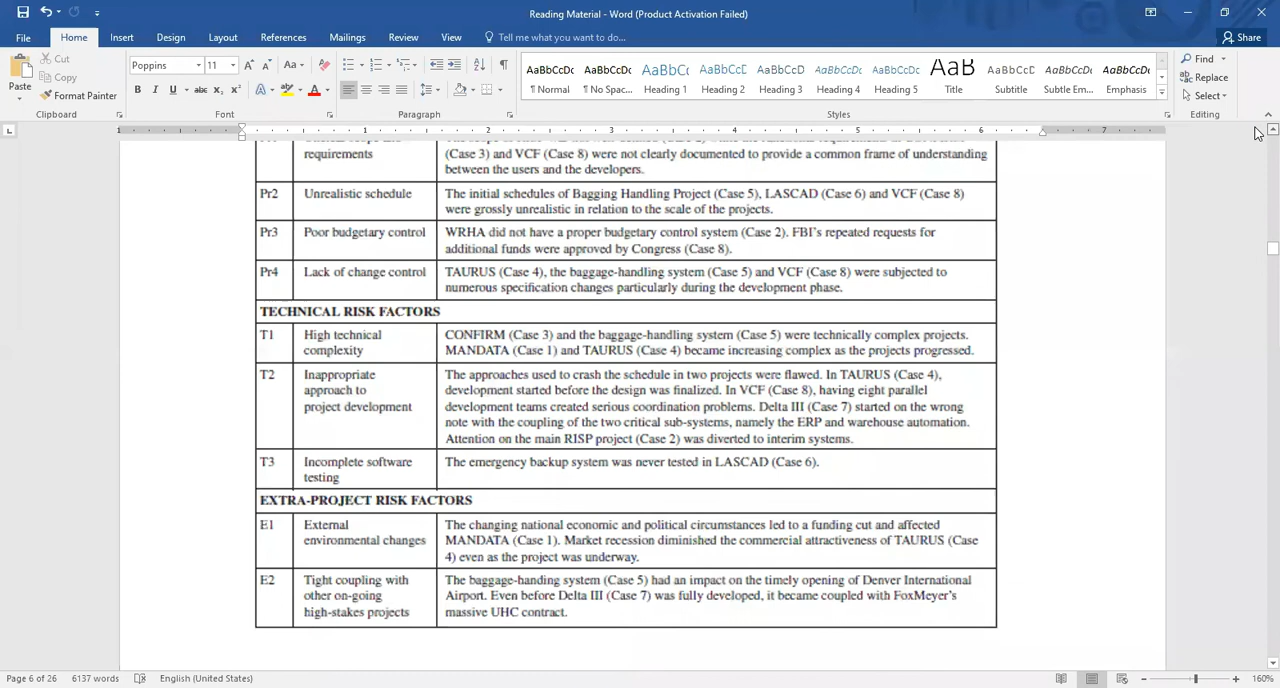 Reading Material - Word (Product Activation Failed)
File Home Insert Design Layout References Mailings Review View Tell me what you want to do... Share
Paste
Cut
Copy
Format Painter
Clipboard
Poppins 11
Aa
B I U abc x₂ x²
Font
Paragraph
AaBbCcDc AaBbCcDc AaBbCc AaBbCcC AaBbCcD AaBbCcDc AaBbCcDc AaB AaBbCcD AaBbCcDc AaBbCcDc
¶ Normal ¶ No Spac... Heading 1 Heading 2 Heading 3 Heading 4 Heading 5 Title Subtitle Subtle Em... Emphasis
Styles
Find
Replace
Select
Editing
1 1 2 3 4 5 6 7
requirements
(Case 3) and VCF (Case 8) were not clearly documented to provide a common frame of understanding
between the users and the developers.
Pr2 Unrealistic schedule The initial schedules of Bagging Handling Project (Case 5), LASCAD (Case 6) and VCF (Case 8)
were grossly unrealistic in relation to the scale of the projects.
Pr3 Poor budgetary control WRHA did not have a proper budgetary control system (Case 2). FBI's repeated requests for
additional funds were approved by Congress (Case 8).
Pr4 Lack of change control TAURUS (Case 4), the baggage-handling system (Case 5) and VCF (Case 8) were subjected to
numerous specification changes particularly during the development phase.
TECHNICAL RISK FACTORS
T1 High technical
complexity
CONFIRM (Case 3) and the baggage-handling system (Case 5) were technically complex projects.
MANDATA (Case 1) and TAURUS (Case 4) became increasing complex as the projects progressed.
T2 Inappropriate
approach to
project development
The approaches used to crash the schedule in two projects were flawed. In TAURUS (Case 4),
development started before the design was finalized. In VCF (Case 8), having eight parallel
development teams created serious coordination problems. Delta III (Case 7) started on the wrong
note with the coupling of the two critical sub-systems, namely the ERP and warehouse automation.
Attention on the main RISP project (Case 2) was diverted to interim systems.
T3 Incomplete software
testing
The emergency backup system was never tested in LASCAD (Case 6).
EXTRA-PROJECT RISK FACTORS
E1 External
environmental changes
The changing national economic and political circumstances led to a funding cut and affected
MANDATA (Case 1). Market recession diminished the commercial attractiveness of TAURUS (Case
4) even as the project was underway.
E2 Tight coupling with
other on-going
high-stakes projects
The baggage-handing system (Case 5) had an impact on the timely opening of Denver International
Airport. Even before Delta III (Case 7) was fully developed, it became coupled with FoxMeyer's
massive UHC contract.
Page 6 of 26 6137 words English (United States) 160%